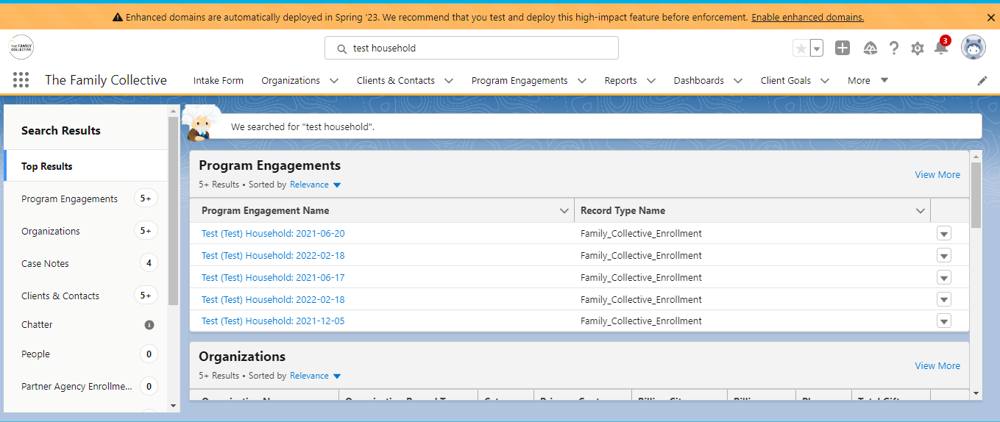 Enhanced domains are automatically deployed in Spring '23. We recommend that you test and deploy this high-impact feature before enforcement. Enable enhanced domains.
THE FAMILY
COLLECTIVE
test household
3
The Family Collective Intake Form Organizations Clients & Contacts Program Engagements Reports Dashboards Client Goals More
Search Results
Top Results
Program Engagements 5+
Organizations 5+
Case Notes 4
Clients & Contacts 5+
Chatter
People 0
Partner Agency Enrollme... 0
We searched for "test household".
Program Engagements
5+ Results • Sorted by Relevance
View More
Program Engagement Name Record Type Name
Test (Test) Household: 2021-06-20 Family_Collective_Enrollment
Test (Test) Household: 2022-02-18 Family_Collective_Enrollment
Test (Test) Household: 2021-06-17 Family_Collective_Enrollment
Test (Test) Household: 2022-02-18 Family_Collective_Enrollment
Test (Test) Household: 2021-12-05 Family_Collective_Enrollment
Organizations
5+ Results • Sorted by Relevance
View More